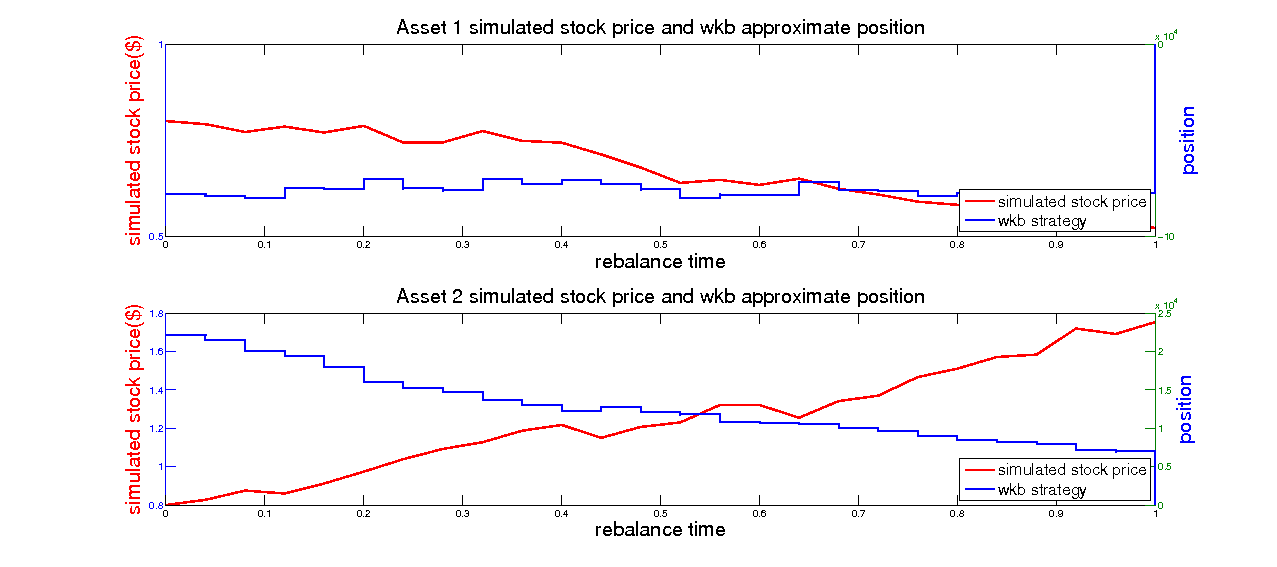 Asset 1 simulated stock price and wkb approximate position
x 10^4
1 0
simulated stock price($)
position
simulated stock price
wkb strategy
0.5 -10
0 0.1 0.2 0.3 0.4 0.5 0.6 0.7 0.8 0.9 1
rebalance time
Asset 2 simulated stock price and wkb approximate position
x 10^4
1.8 2.5
1.6 2
1.4 1.5
1.2 1
1 0.5
0.8 0
simulated stock price($)
position
simulated stock price
wkb strategy
0 0.1 0.2 0.3 0.4 0.5 0.6 0.7 0.8 0.9 1
rebalance time